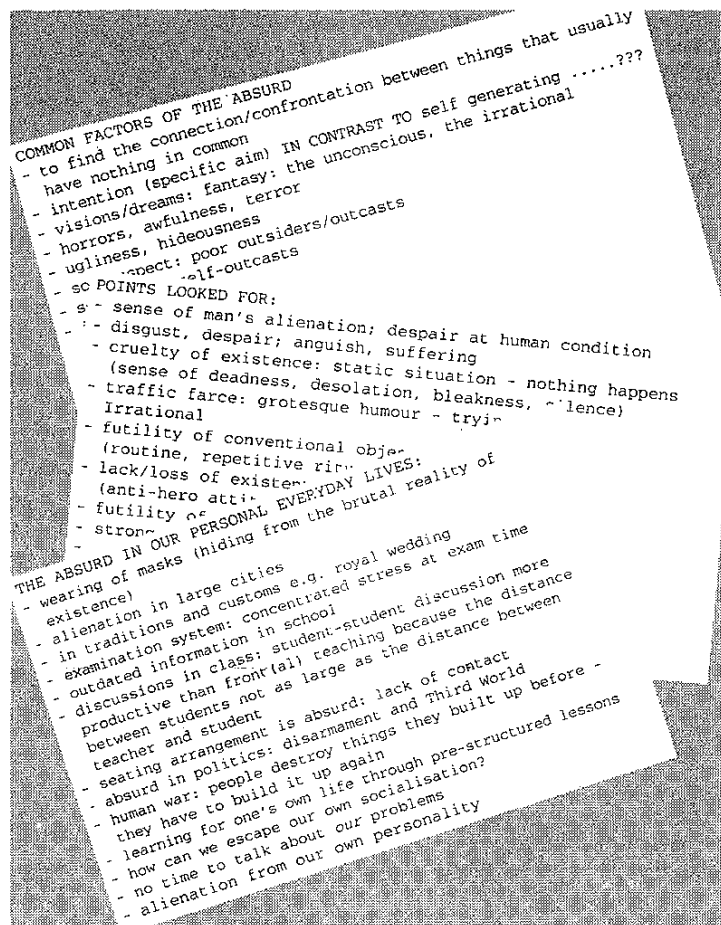 COMMON FACTORS OF THE ABSURD
- to find the connection/confrontation between things that usually
have nothing in common
- intention (specific aim) IN CONTRAST TO self generating .....???
- visions/dreams: fantasy: the unconscious, the irrational
- horrors, awfulness, terror
- ugliness, hideousness
- so
poor outsiders/outcasts
- s
POINTS LOOKED FOR:
- sense of man's alienation; despair at human condition
- disgust, despair; anguish, suffering
- cruelty of existence: static situation - nothing happens
(sense of deadness, desolation, bleakness,
- traffic farce: grotesque humour -
Irrational
- futility of conventional
(routine, repetitive
- lack/loss of
(anti-hero
- futility
-
THE ABSURD IN OUR PERSONAL EVERYDAY LIVES:
- wearing of masks (hiding from the brutal reality of
existence)
- alienation in large cities
- in traditions and customs e.g. royal wedding
- examination system: concentrated stress at exam time
- outdated information in school
- discussions in class: student-student discussion more
productive than front(al) teaching because the distance
between students not as large as the distance between
teacher and student
- seating arrangement is absurd: lack of contact
- absurd in politics: disarmament and Third World
- human war: people destroy things they built up before -
they have to build it up again
- learning for one's own life through pre-structured lessons
- how can we escape our own socialisation?
- no time to talk about our problems
- alienation from our own personality